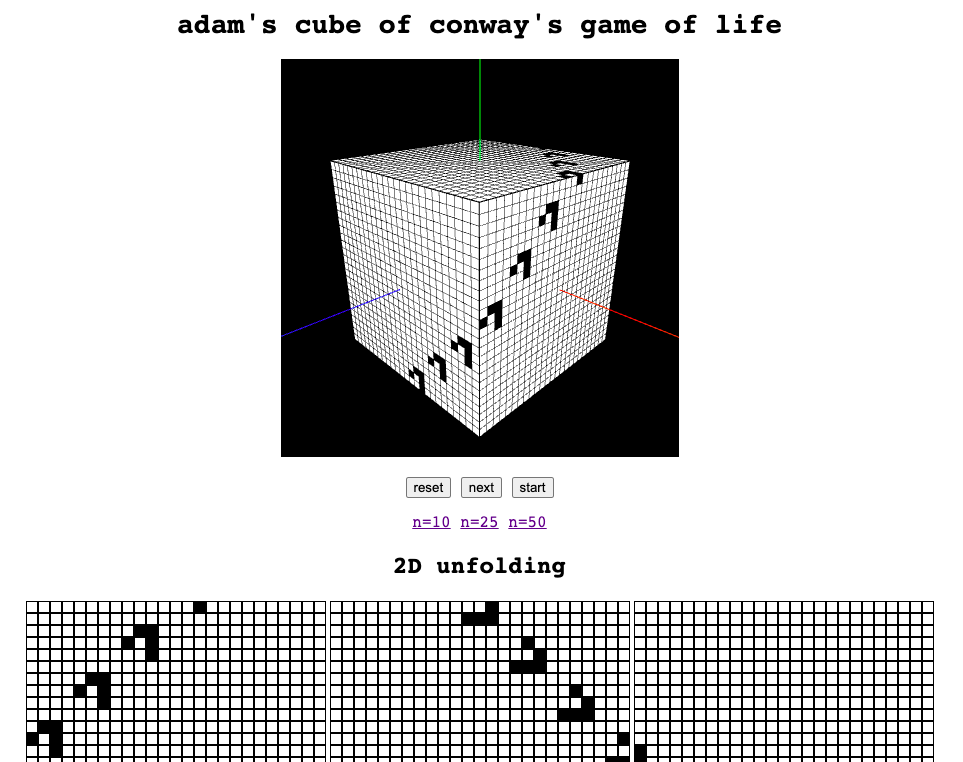 adam's cube of conway's game of life
reset next start
n=10 n=25 n=50
2D unfolding